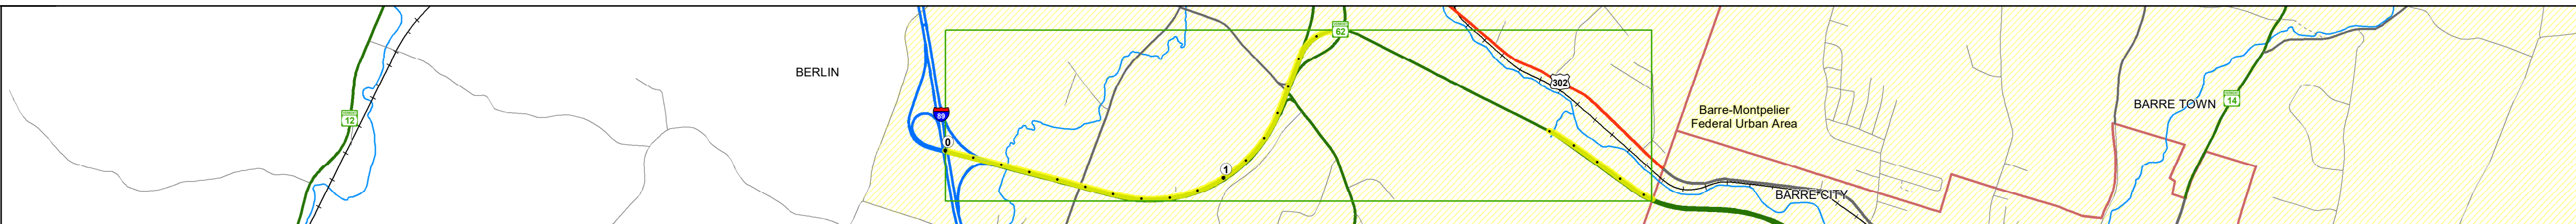 62
BERLIN
302
12
89
Barre-Montpelier
Federal Urban Area
BARRE TOWN
14
0
1
BARRE CITY